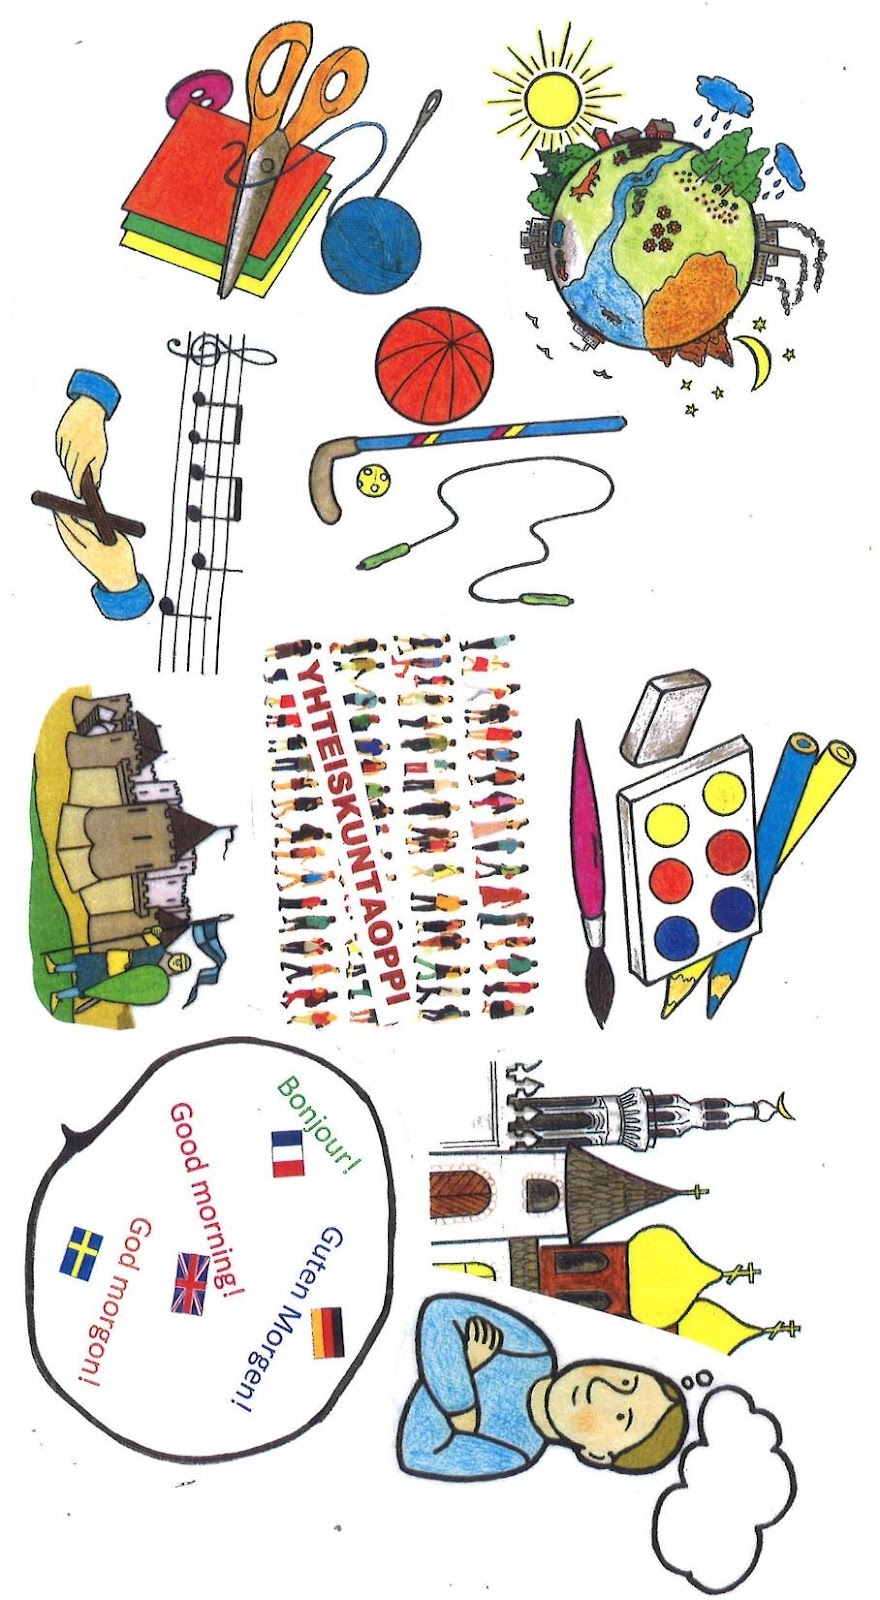 YHTEISKUNTAOPPI
Bonjour!
Good morning!
Guten Morgen!
God morgon!